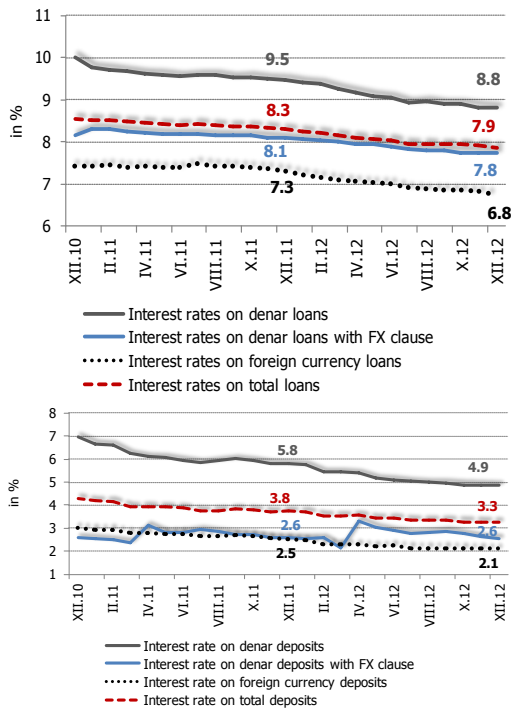 11
10
9
8
7
6
in %
9.5
8.8
8.3
7.9
8.1
7.8
7.3
6.8
XII.10
II.11
IV.11
VI.11
VIII.11
X.11
XII.11
II.12
IV.12
VI.12
VIII.12
X.12
XII.12
Interest rates on denar loans
Interest rates on denar loans with FX clause
Interest rates on foreign currency loans
Interest rates on total loans
8
7
6
5
4
3
2
1
in %
5.8
4.9
3.8
3.3
2.6
2.6
2.5
2.1
XII.10
II.11
IV.11
VI.11
VIII.11
X.11
XII.11
II.12
IV.12
VI.12
VIII.12
X.12
XII.12
Interest rate on denar deposits
Interest rate on denar deposits with FX clause
Interest rate on foreign currency deposits
Interest rate on total deposits